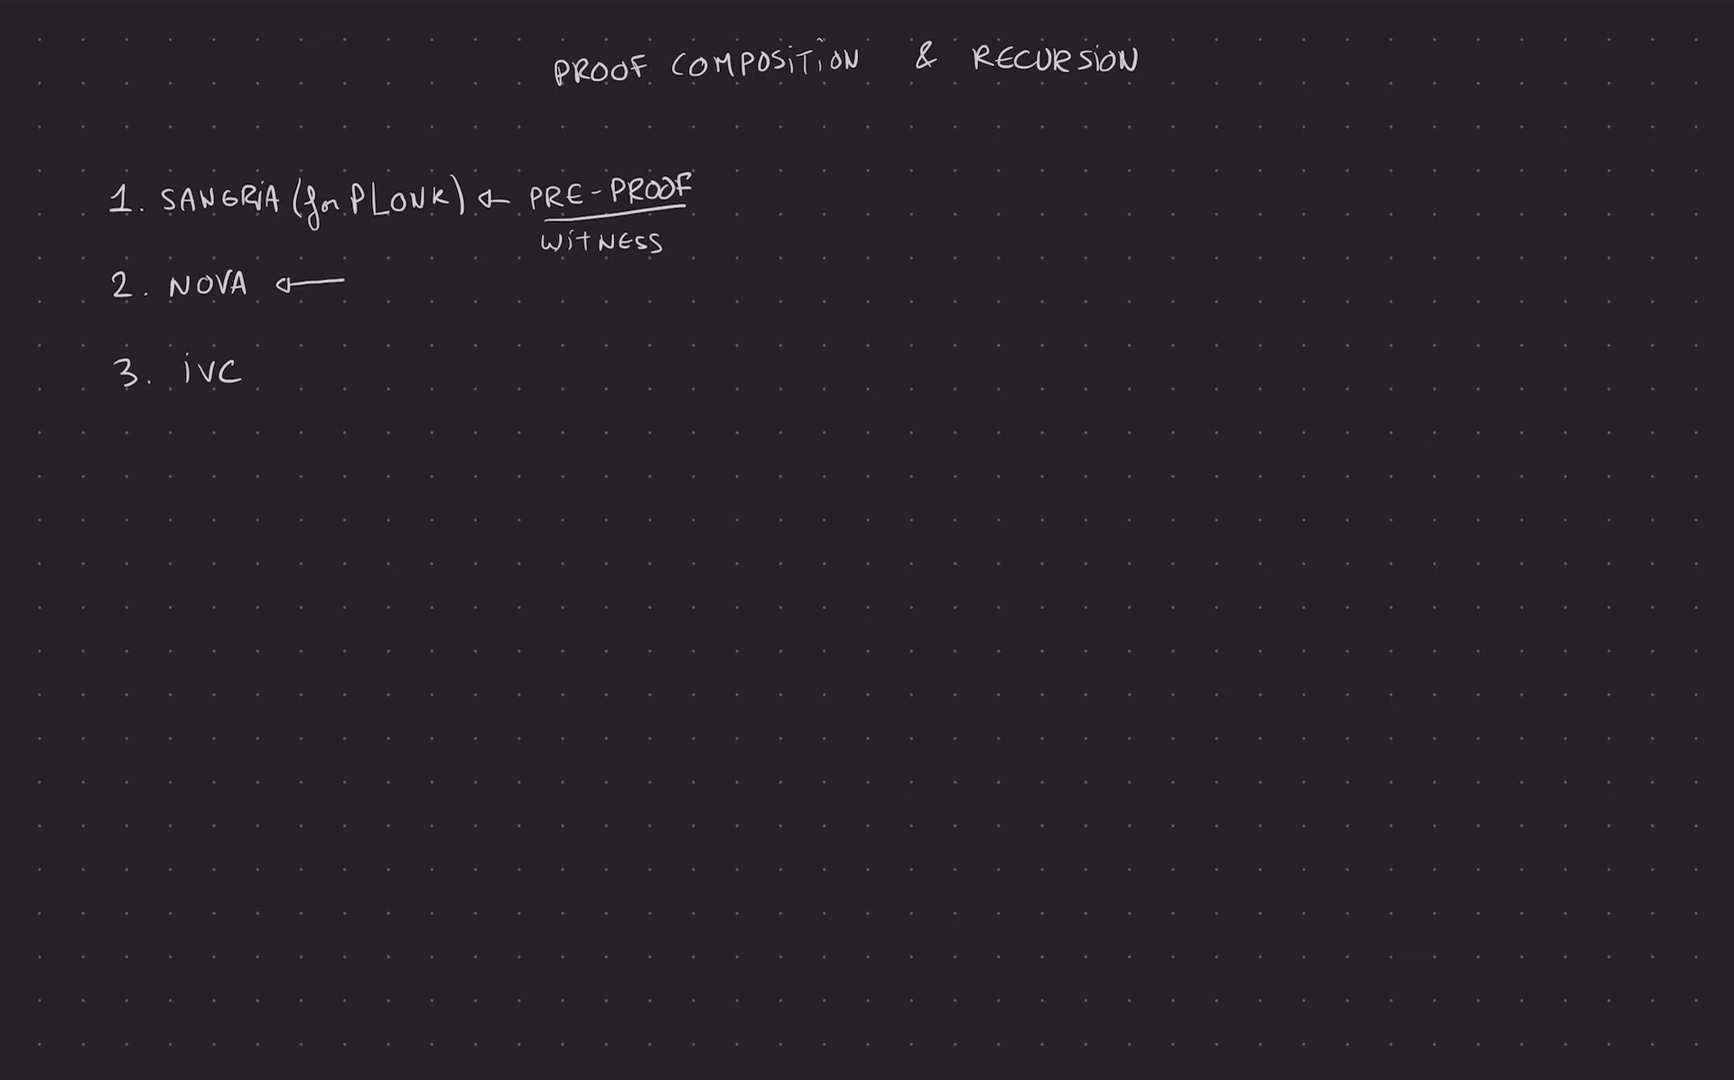 PROOF COMPOSITION & RECURSION
1. SANGRIA (for PLONK) ← PRE-PROOF
WITNESS
2. NOVA ←
3. IVC